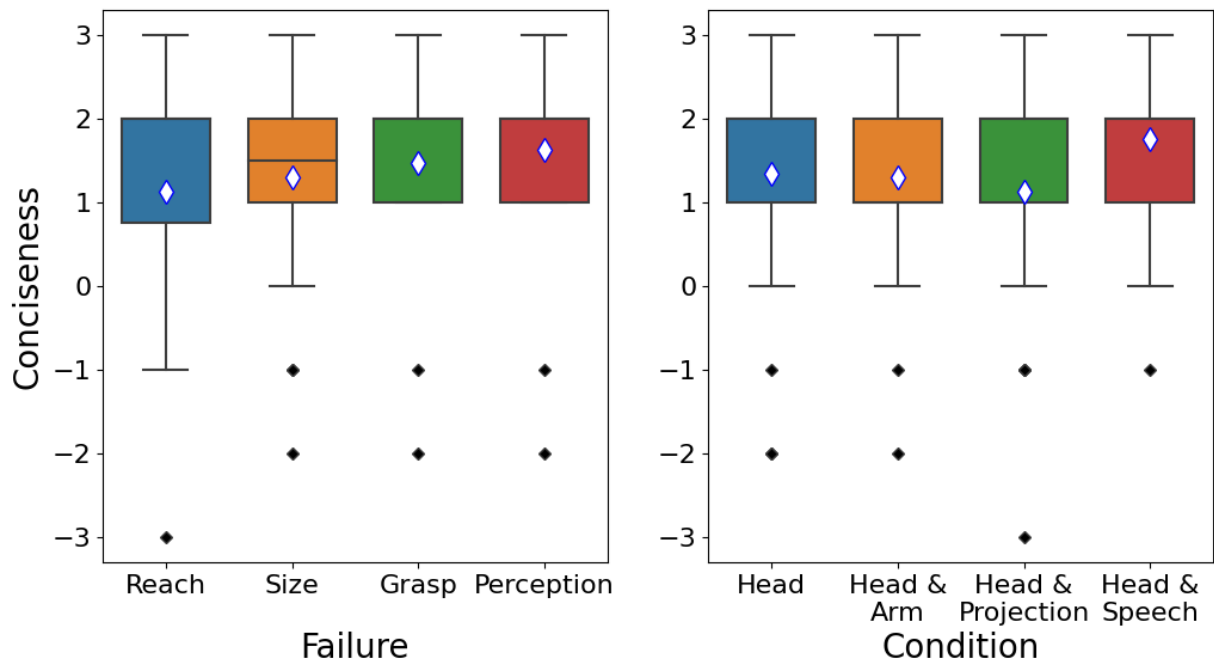 Conciseness
3
2
1
0
−1
−2
−3
Reach Size Grasp Perception
Failure
3
2
1
0
−1
−2
−3
Head Head & Head & Head &
Arm Projection Speech
Condition